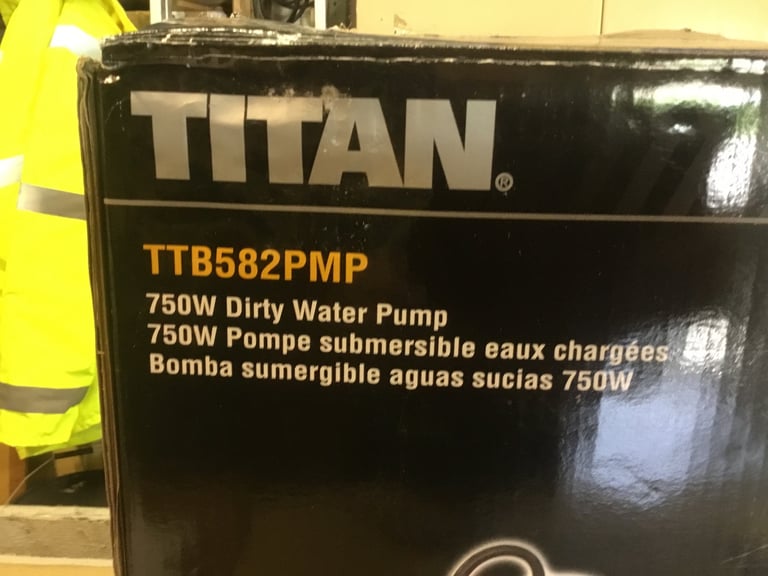 TITAN®
TTB582PMP
750W Dirty Water Pump
750W Pompe submersible eaux chargées
Bomba sumergible aguas sucias 750W